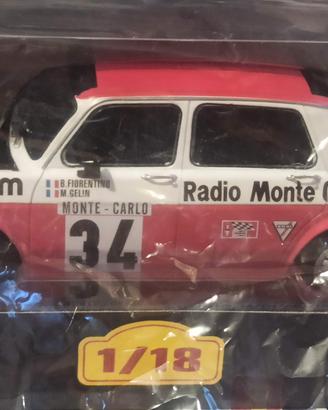 B.FIORENTINO
M.GELIN
m
Radio Monte
MONTE-CARLO
34
1/18